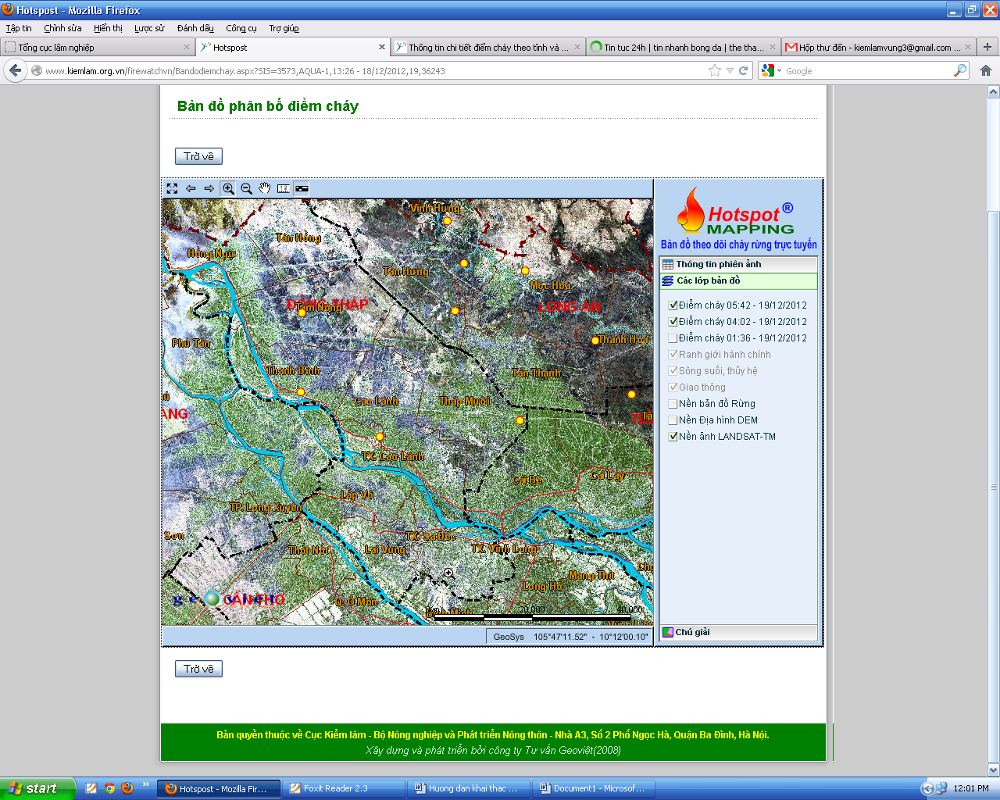 Hotspost - Mozilla Firefox
Tập tin Chỉnh sửa Hiển thị Lược sử Đánh dấu Công cụ Trợ giúp
Tổng cục lâm nghiệp
Hotspost
Thông tin chi tiết điểm cháy theo tỉnh và ...
Tin tuc 24h | tin nhanh bong da | the tha...
Hộp thư đến - kiemlamvung3@gmail.com ...
www.kiemlam.org.vn/firewatchvn/Bandodiemchay.aspx?SIS=3573,AQUA-1,13:26 - 18/12/2012,19,36243
Google
Bản đồ phân bố điểm cháy
Trở về
Hotspot®
MAPPING
Bản đồ theo dõi cháy rừng trực tuyến
Thông tin phiên ảnh
Các lớp bản đồ
Điểm cháy 05:42 - 19/12/2012
Điểm cháy 04:02 - 19/12/2012
Điểm cháy 01:36 - 19/12/2012
Ranh giới hành chính
Sông suối, thủy hệ
Giao thông
Nền bản đồ Rừng
Nền Địa hình DEM
Nền ảnh LANDSAT-TM
Chú giải
Vĩnh Hưng
Tân Hồng
Hồng Ngự
Tân Hưng
Mộc Hóa
ĐỒNG THÁP
Tam Nông
LONG AN
Phú Tân
Thạnh Hoá
Thanh Bình
Tân Thạnh
Cao Lãnh
Tháp Mười
ANG
TX. Cao Lãnh
Cái Bè
Cai Lậy
Lấp Vò
TP. Long Xuyên
Sơn
TX. Sa Đéc
Thốt Nốt
Lai Vung
TX. Vĩnh Long
Mang Thít
Long Hồ
CẦN THƠ
Q. Ô Môn
Bình Minh
20,000
40,000
GeoSys 105°47'11.52" - 10°12'00.10"
Trở về
Bản quyền thuộc về Cục Kiểm lâm - Bộ Nông nghiệp và Phát triển Nông thôn - Nhà A3, Số 2 Phố Ngọc Hà, Quận Ba Đình, Hà Nội.
Xây dựng và phát triển bởi công ty Tư vấn Geoviệt(2008)
start
Hotspost - Mozilla Fir...
Foxit Reader 2.3
Huong dan khai thac ...
Document1 - Microsof...
12:01 PM